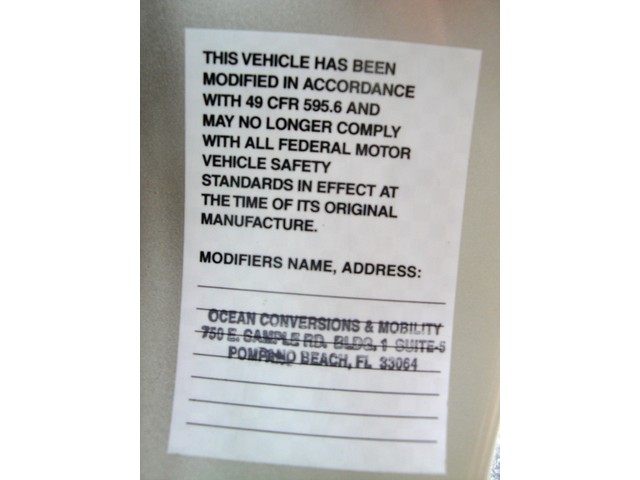 THIS VEHICLE HAS BEEN
MODIFIED IN ACCORDANCE
WITH 49 CFR 595.6 AND
MAY NO LONGER COMPLY
WITH ALL FEDERAL MOTOR
VEHICLE SAFETY
STANDARDS IN EFFECT AT
THE TIME OF ITS ORIGINAL
MANUFACTURE.
MODIFIERS NAME, ADDRESS:
OCEAN CONVERSIONS & MOBILITY
750 E. SAMPLE RD. BLDG. 1 SUITE-5
POMPANO BEACH, FL 33064